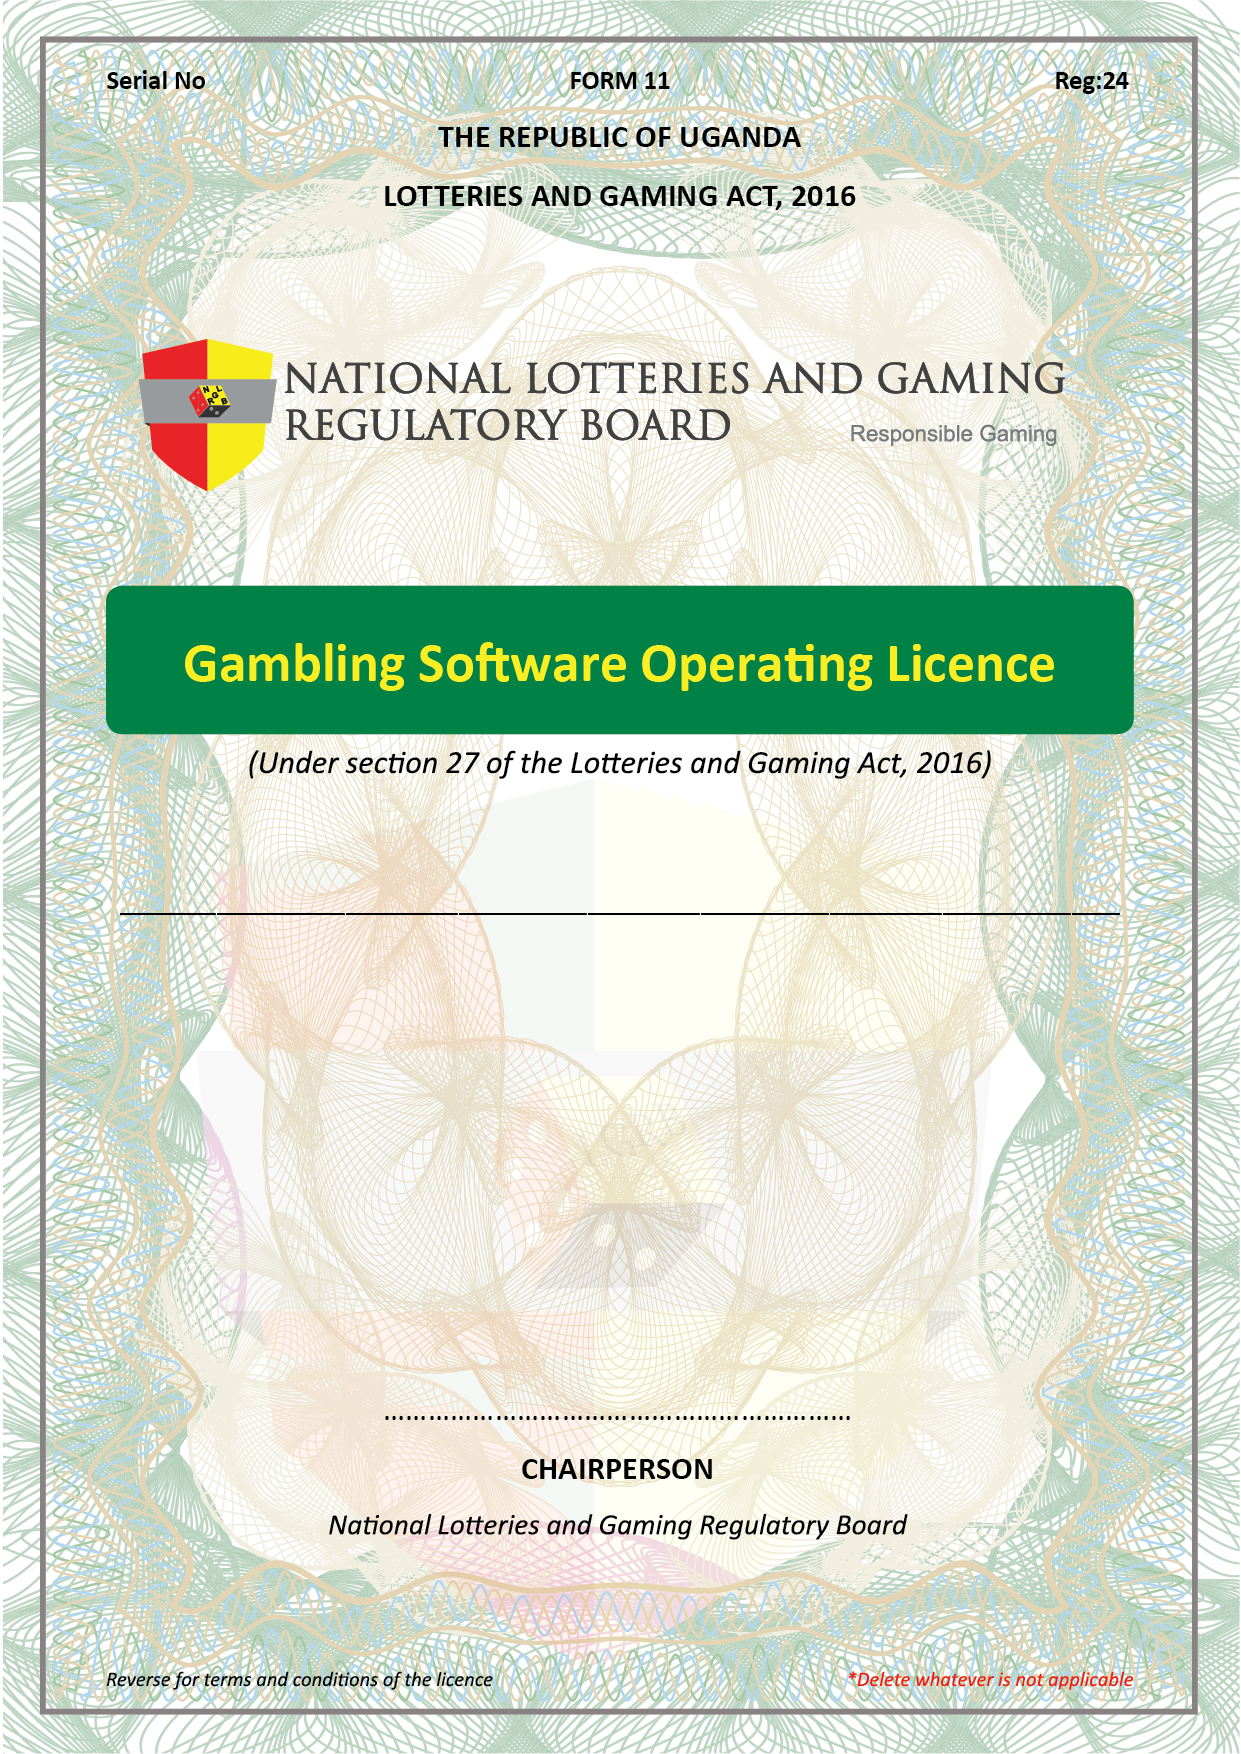 Serial No FORM 11 Reg:24
THE REPUBLIC OF UGANDA
LOTTERIES AND GAMING ACT, 2016
NATIONAL LOTTERIES AND GAMING
REGULATORY BOARD
Responsible Gaming
NLGRB
Gambling Software Operating Licence
(Under section 27 of the Lotteries and Gaming Act, 2016)
CHAIRPERSON
National Lotteries and Gaming Regulatory Board
Reverse for terms and conditions of the licence *Delete whatever is not applicable